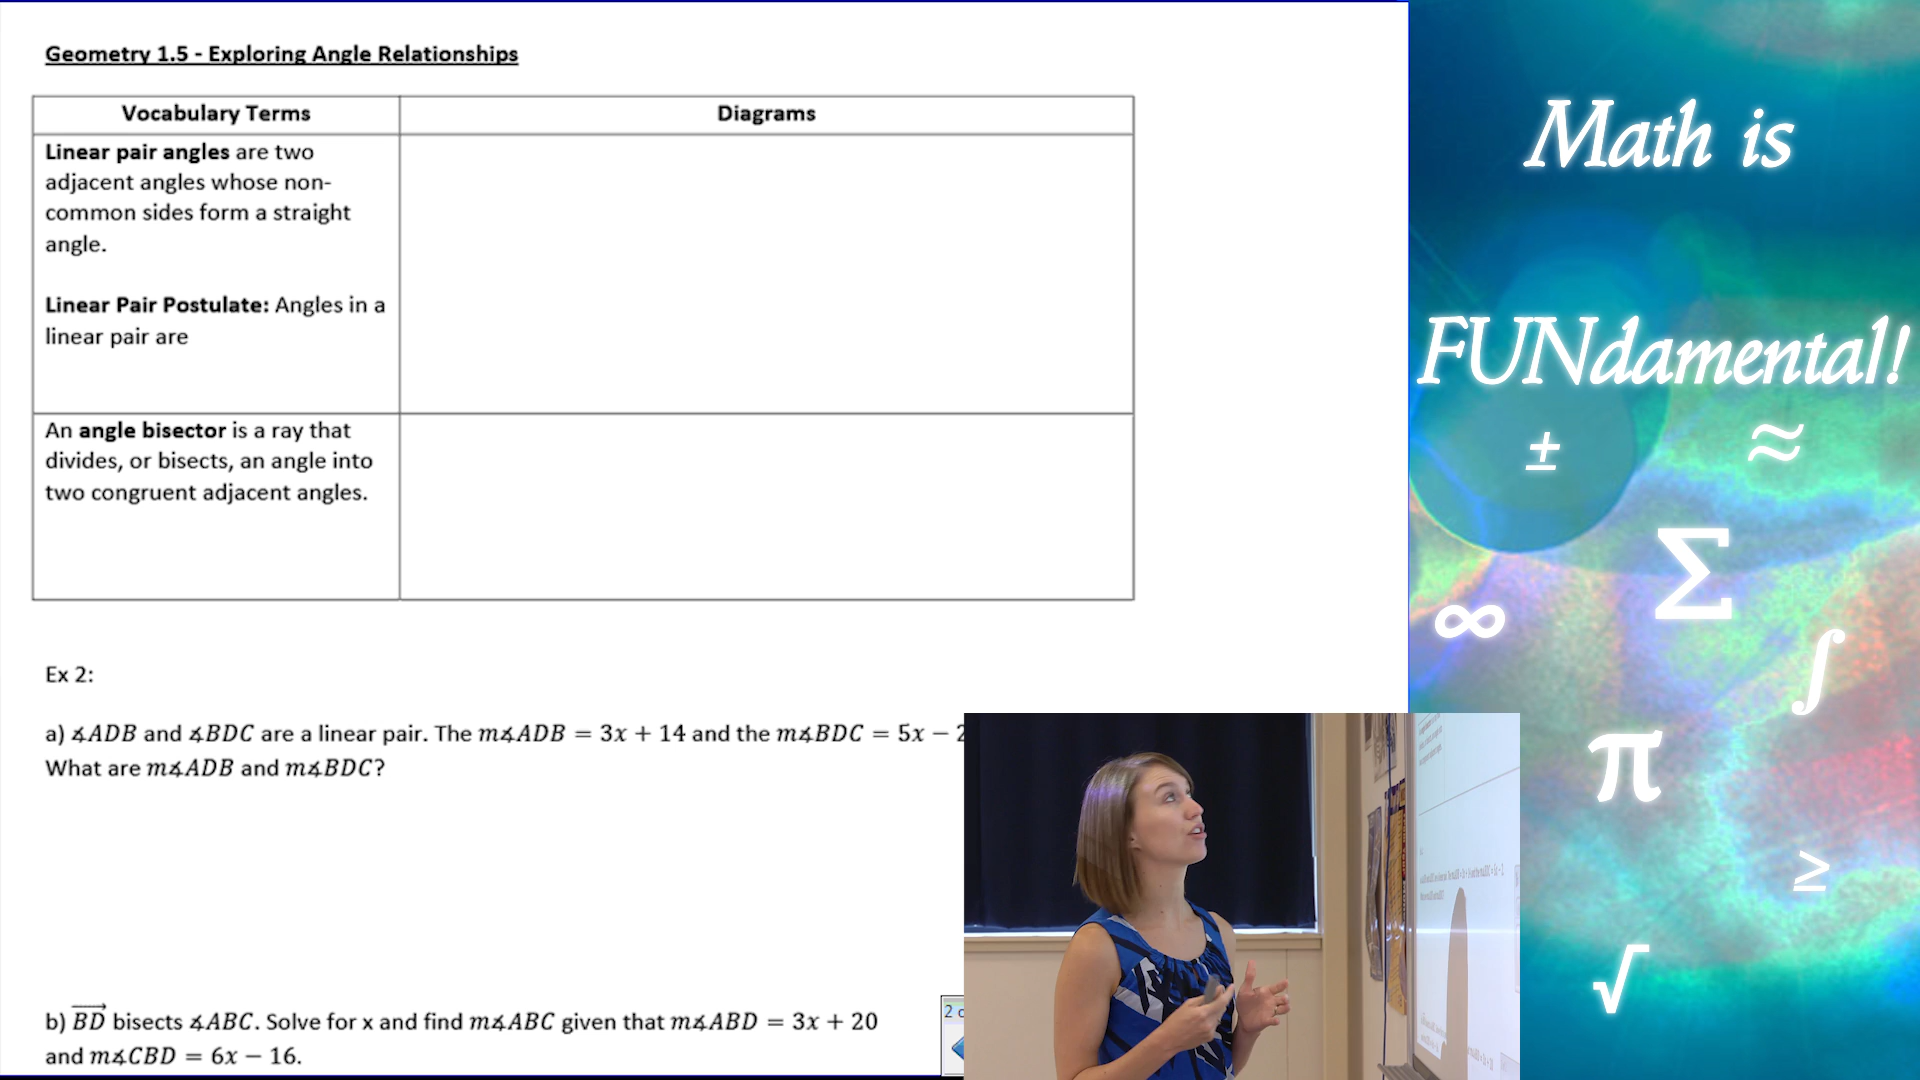 Geometry 1.5 - Exploring Angle Relationships
Vocabulary Terms
Diagrams
Linear pair angles are two
adjacent angles whose non-
common sides form a straight
angle.
Linear Pair Postulate: Angles in a
linear pair are
An angle bisector is a ray that
divides, or bisects, an angle into
two congruent adjacent angles.
Ex 2:
a) ∡ADB and ∡BDC are a linear pair. The m∡ADB = 3x + 14 and the m∡BDC = 5x − 2
What are m∡ADB and m∡BDC?
b) \overrightarrow{BD} bisects ∡ABC. Solve for x and find m∡ABC given that m∡ABD = 3x + 20
and m∡CBD = 6x − 16.
2
Math is
FUNdamental!
± ≈
Σ
∞
∫
π
≥
√